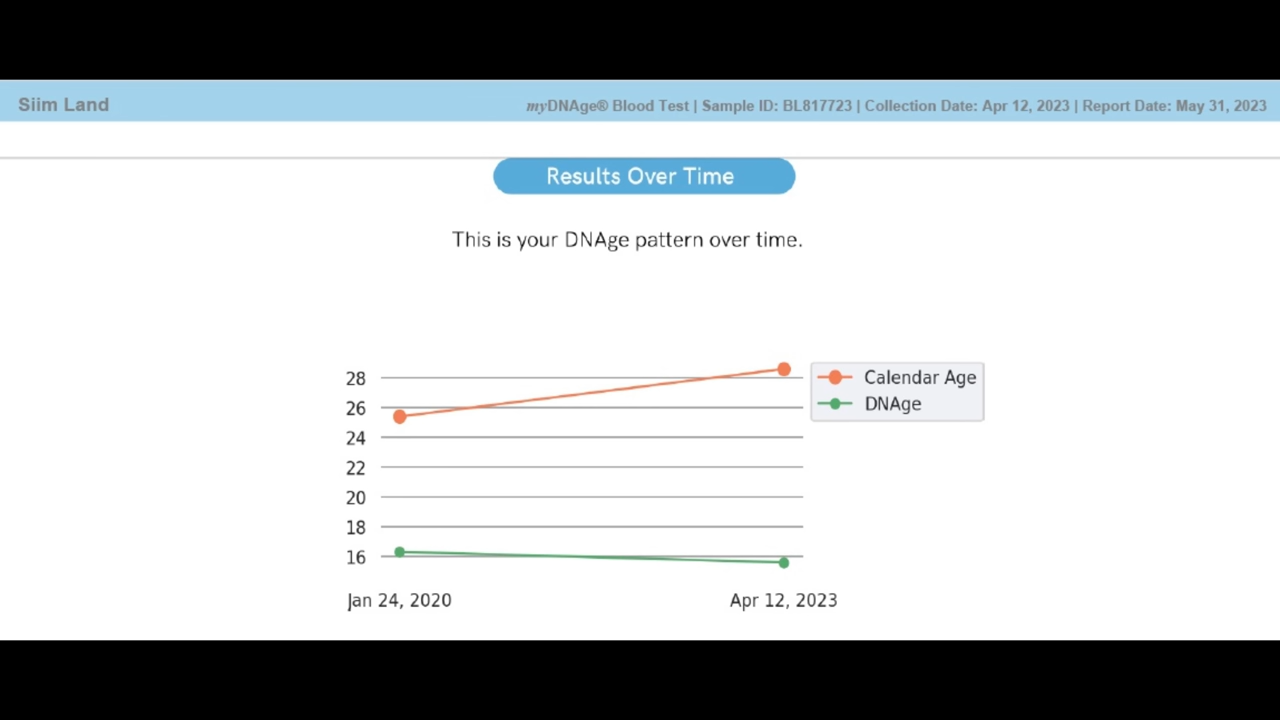 Siim Land
myDNAge® Blood Test | Sample ID: BL817723 | Collection Date: Apr 12, 2023 | Report Date: May 31, 2023
Results Over Time
This is your DNAge pattern over time.
28
26
24
22
20
18
16
Jan 24, 2020
Apr 12, 2023
Calendar Age
DNAge